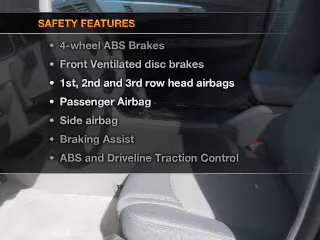 SAFETY FEATURES
• 4-wheel ABS Brakes
• Front Ventilated disc brakes
• 1st, 2nd and 3rd row head airbags
• Passenger Airbag
• Side airbag
• Braking Assist
• ABS and Driveline Traction Control